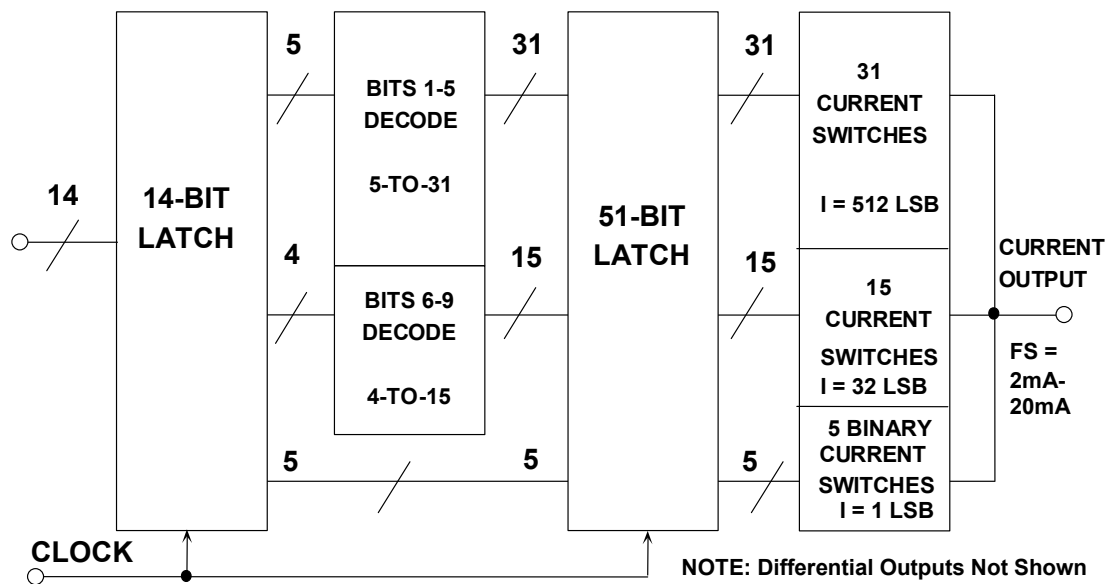 14
14-BIT
LATCH
5
4
5
BITS 1-5
DECODE
5-TO-31
BITS 6-9
DECODE
4-TO-15
31
15
5
51-BIT
LATCH
31
15
5
31
CURRENT
SWITCHES
I = 512 LSB
15
CURRENT
SWITCHES
I = 32 LSB
5 BINARY
CURRENT
SWITCHES
I = 1 LSB
CURRENT
OUTPUT
FS =
2mA-
20mA
CLOCK
NOTE: Differential Outputs Not Shown